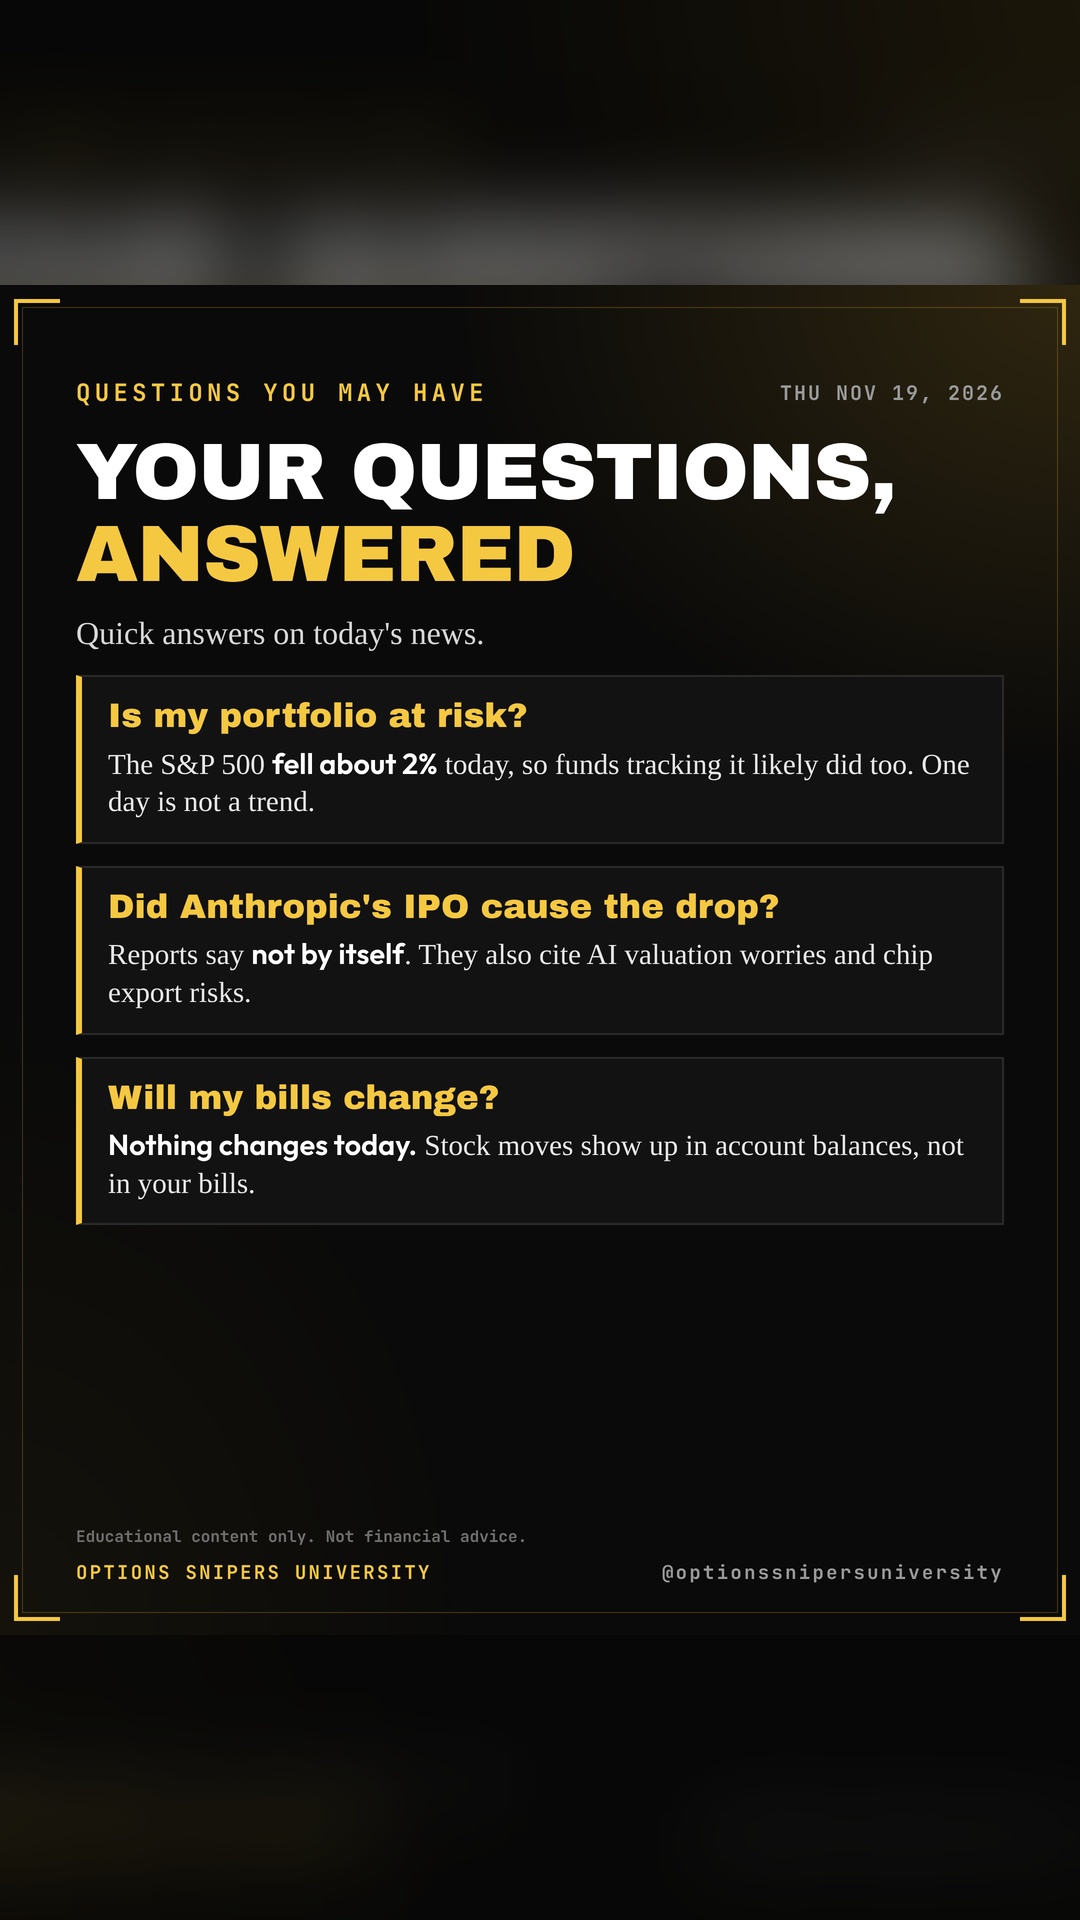 QUESTIONS YOU MAY HAVE
THU NOV 19, 2026
YOUR QUESTIONS,
ANSWERED
Quick answers on today's news.
Is my portfolio at risk?
The S&P 500 fell about 2% today, so funds tracking it likely did too. One
day is not a trend.
Did Anthropic's IPO cause the drop?
Reports say not by itself. They also cite AI valuation worries and chip
export risks.
Will my bills change?
Nothing changes today. Stock moves show up in account balances, not
in your bills.
Educational content only. Not financial advice.
OPTIONS SNIPERS UNIVERSITY
@optionssnipersuniversity